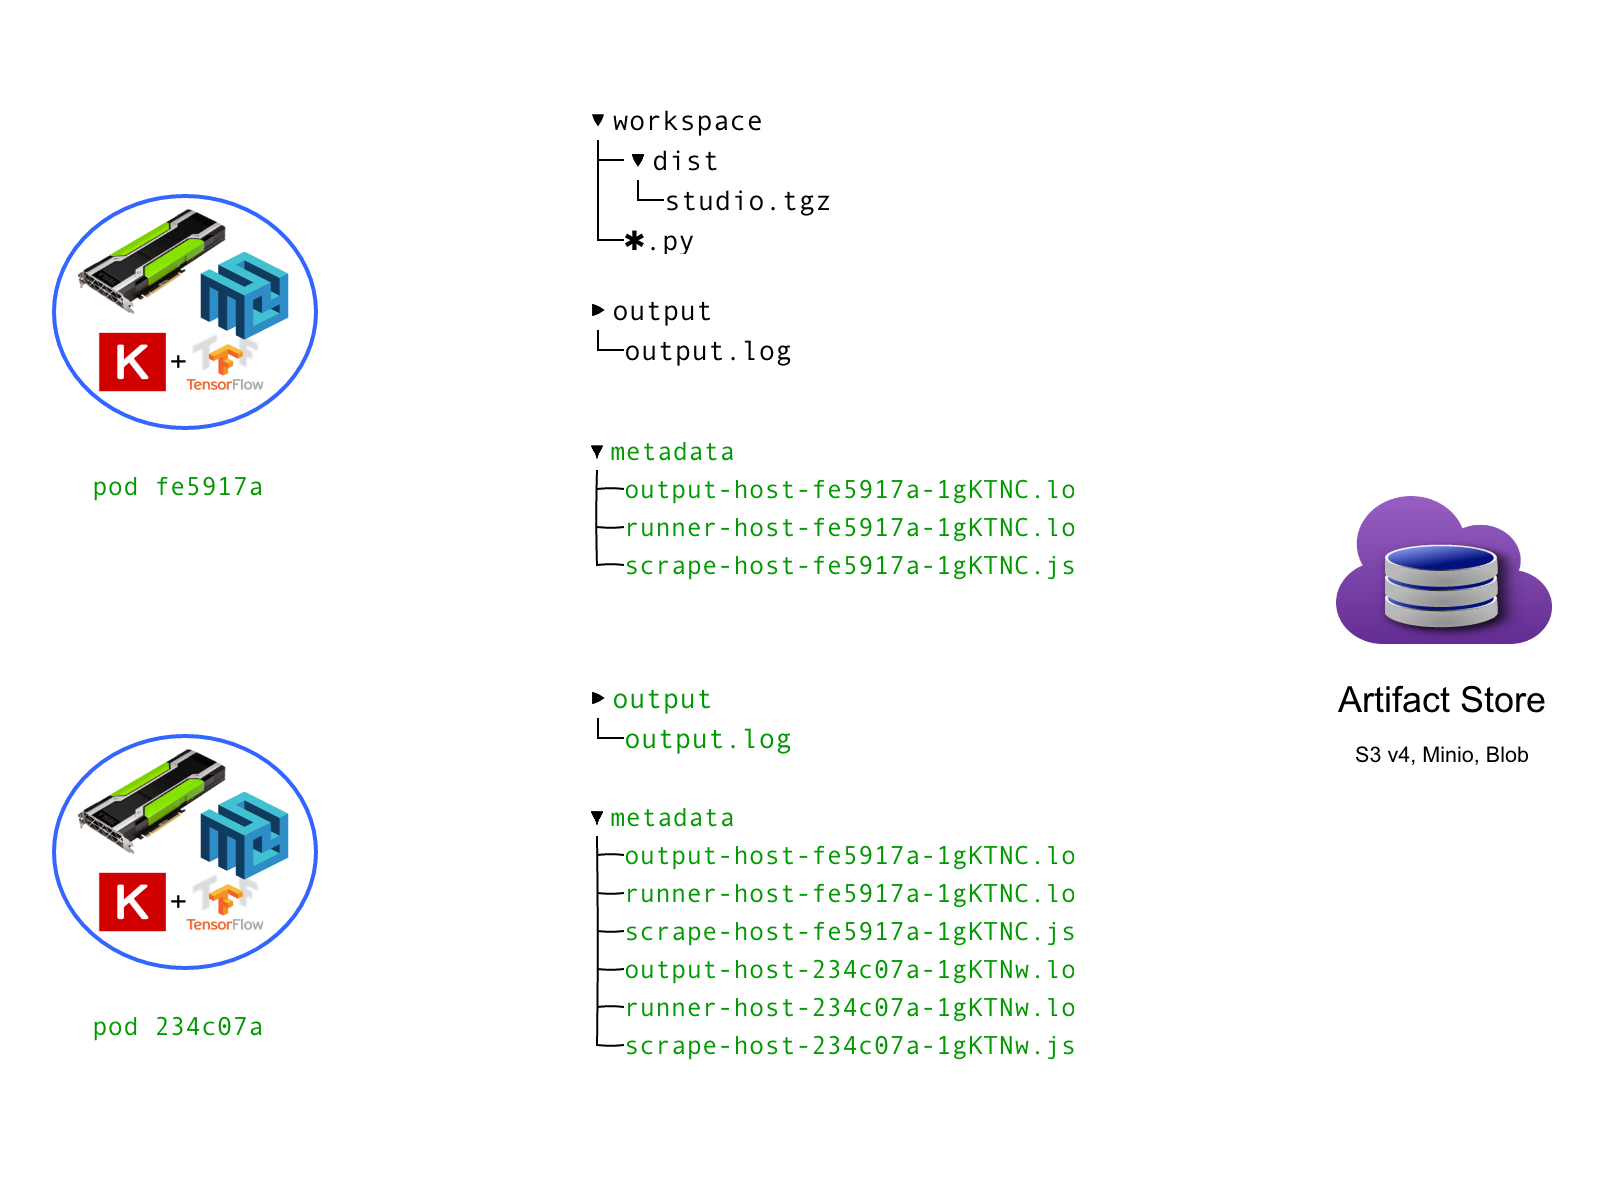 workspace
dist
studio.tgz
*.py
output
output.log
K + TensorFlow
pod fe5917a
metadata
output-host-fe5917a-1gKTNC.lo
runner-host-fe5917a-1gKTNC.lo
scrape-host-fe5917a-1gKTNC.js
Artifact Store
S3 v4, Minio, Blob
output
output.log
K + TensorFlow
pod 234c07a
metadata
output-host-fe5917a-1gKTNC.lo
runner-host-fe5917a-1gKTNC.lo
scrape-host-fe5917a-1gKTNC.js
output-host-234c07a-1gKTNw.lo
runner-host-234c07a-1gKTNw.lo
scrape-host-234c07a-1gKTNw.js